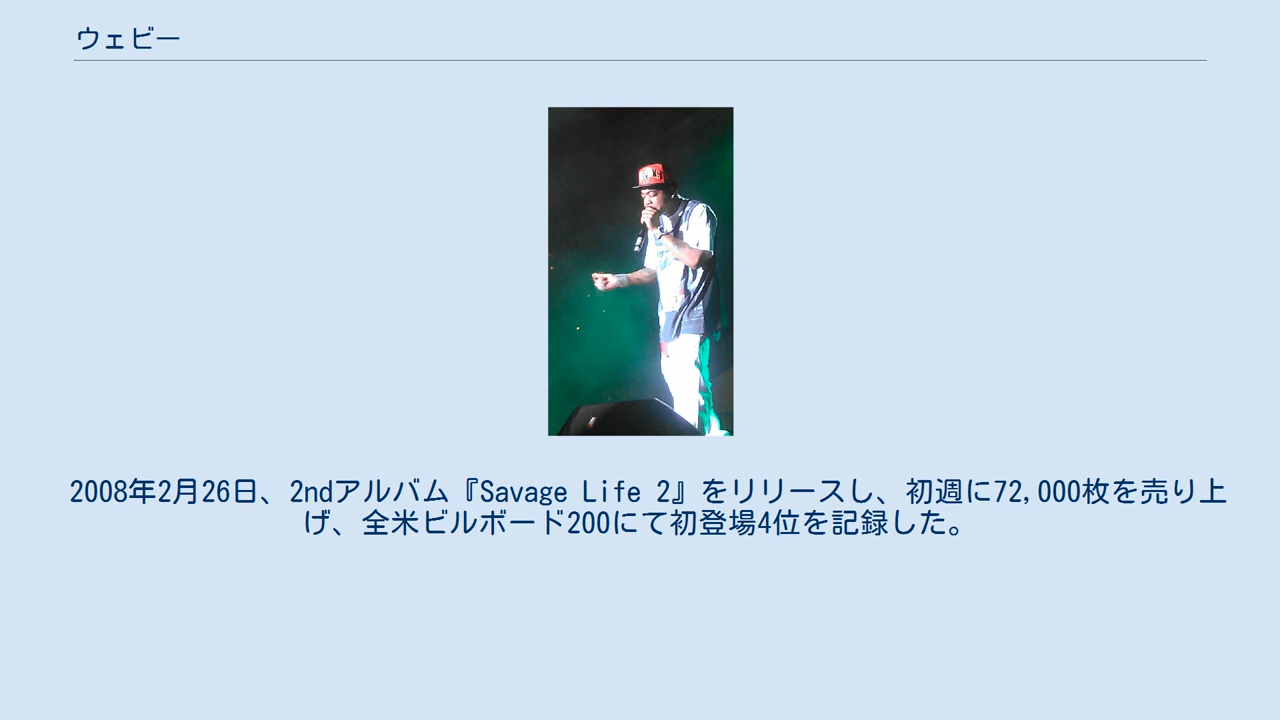 ウェビー
2008年2月26日、2ndアルバム『Savage Life 2』をリリースし、初週に72,000枚を売り上
げ、全米ビルボード200にて初登場4位を記録した。